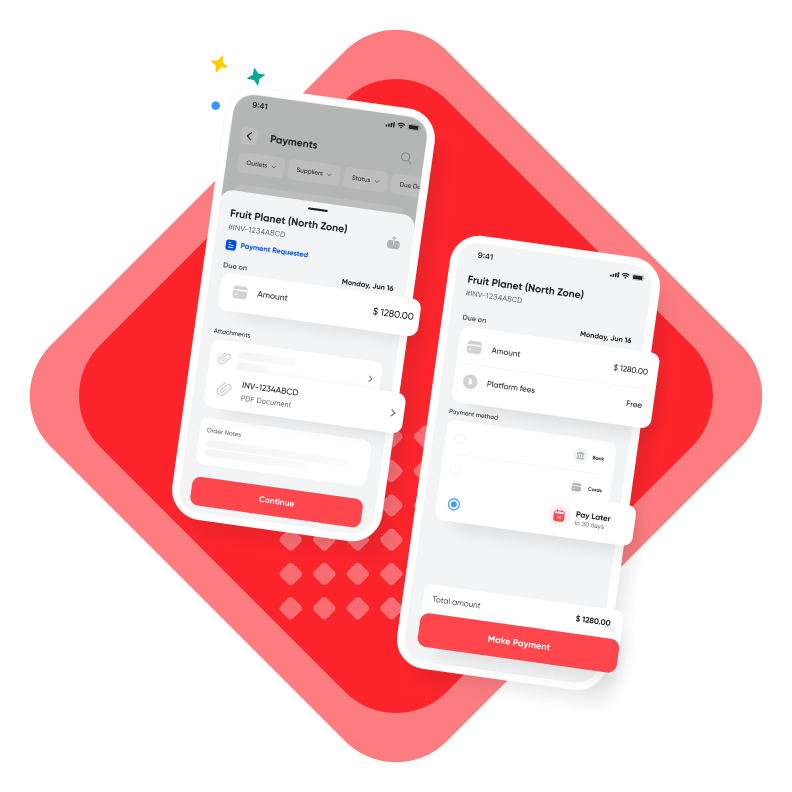 9:41
Payments
Outlets
Suppliers
Status
Fruit Planet (North Zone)
#INV-1234ABCD
Payment Requested
Due on
Monday, Jun 16
Amount
$ 1280.00
Attachments
INV-1234ABCD
PDF Document
Order Notes
Continue
9:41
Fruit Planet (North Zone)
#INV-1234ABCD
Due on
Monday, Jun 16
Amount
$ 1280.00
Platform fees
Free
Payment method
Bank
Cards
Pay Later
in 30 days
Total amount
$ 1280.00
Make Payment